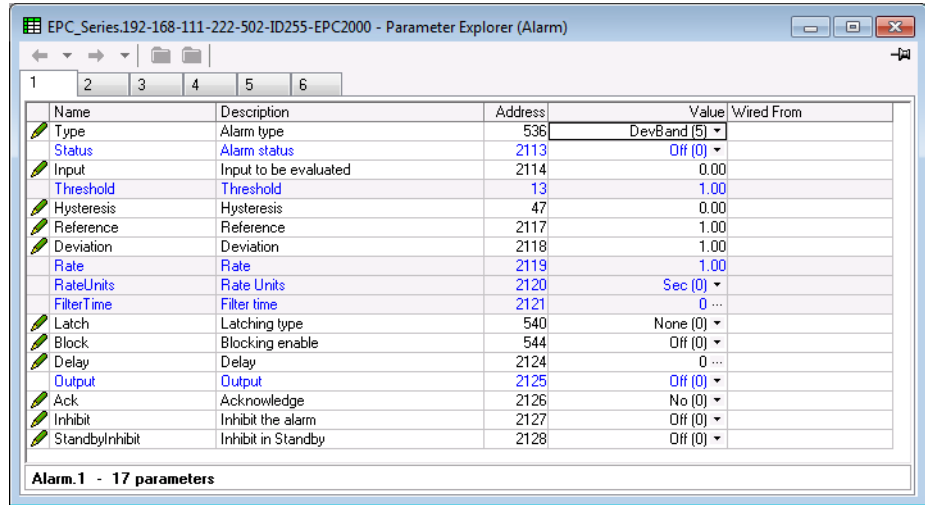 EPC_Series.192-168-111-222-502-ID255-EPC2000 - Parameter Explorer (Alarm)
1 2 3 4 5 6
Name Description Address Value Wired From
Type Alarm type 536 DevBand (5)
Status Alarm status 2113 Off (0)
Input Input to be evaluated 2114 0.00
Threshold Threshold 13 1.00
Hysteresis Hysteresis 47 0.00
Reference Reference 2117 1.00
Deviation Deviation 2118 1.00
Rate Rate 2119 1.00
RateUnits Rate Units 2120 Sec (0)
FilterTime Filter time 2121 0 ...
Latch Latching type 540 None (0)
Block Blocking enable 544 Off (0)
Delay Delay 2124 0 ...
Output Output 2125 Off (0)
Ack Acknowledge 2126 No (0)
Inhibit Inhibit the alarm 2127 Off (0)
StandbyInhibit Inhibit in Standby 2128 Off (0)
Alarm.1 - 17 parameters